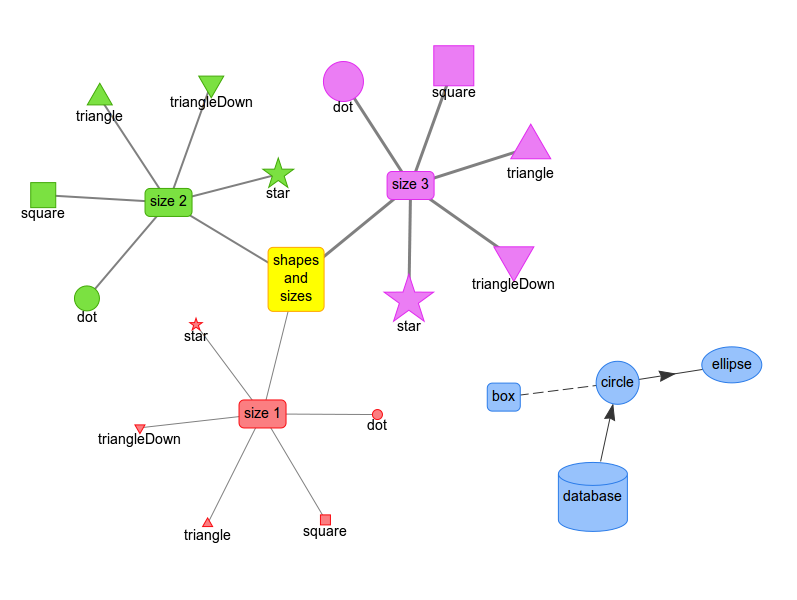 square
dot
triangleDown
triangle
triangle
size 2
star
square
dot
size 3
shapes
and
sizes
triangleDown
star
star
ellipse
circle
box
size 1
dot
triangleDown
database
square
triangle